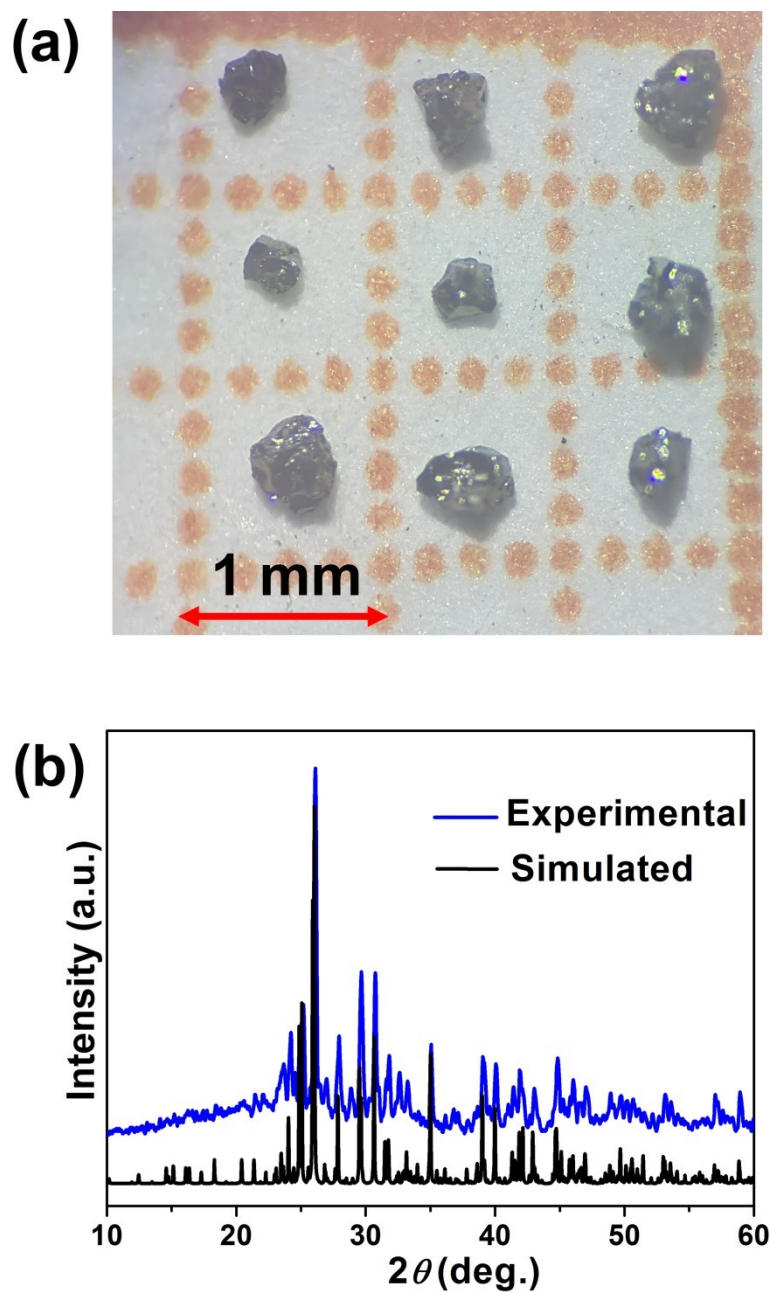 (a)
1 mm
(b)
Experimental
Simulated
Intensity (a.u.)
10 20 30 40 50 60
2θ (deg.)